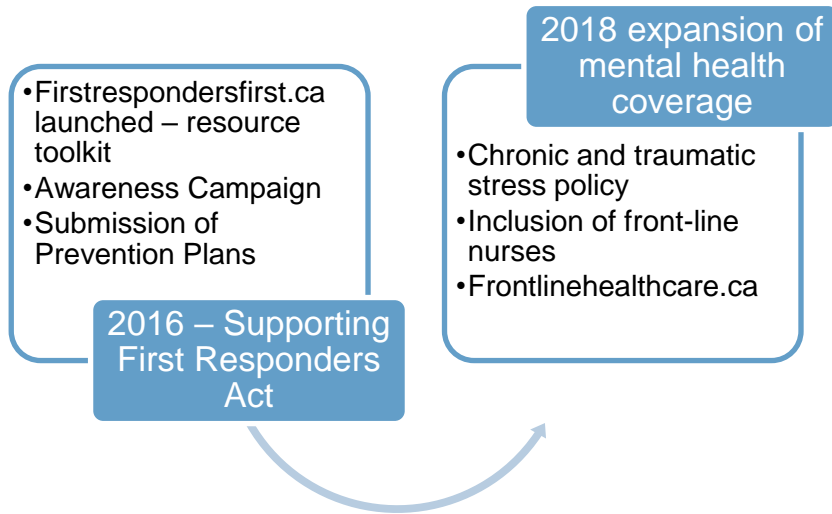 •Firstrespondersfirst.ca
launched – resource
toolkit
•Awareness Campaign
•Submission of
Prevention Plans
2016 – Supporting
First Responders
Act
2018 expansion of
mental health
coverage
•Chronic and traumatic
stress policy
•Inclusion of front-line
nurses
•Frontlinehealthcare.ca